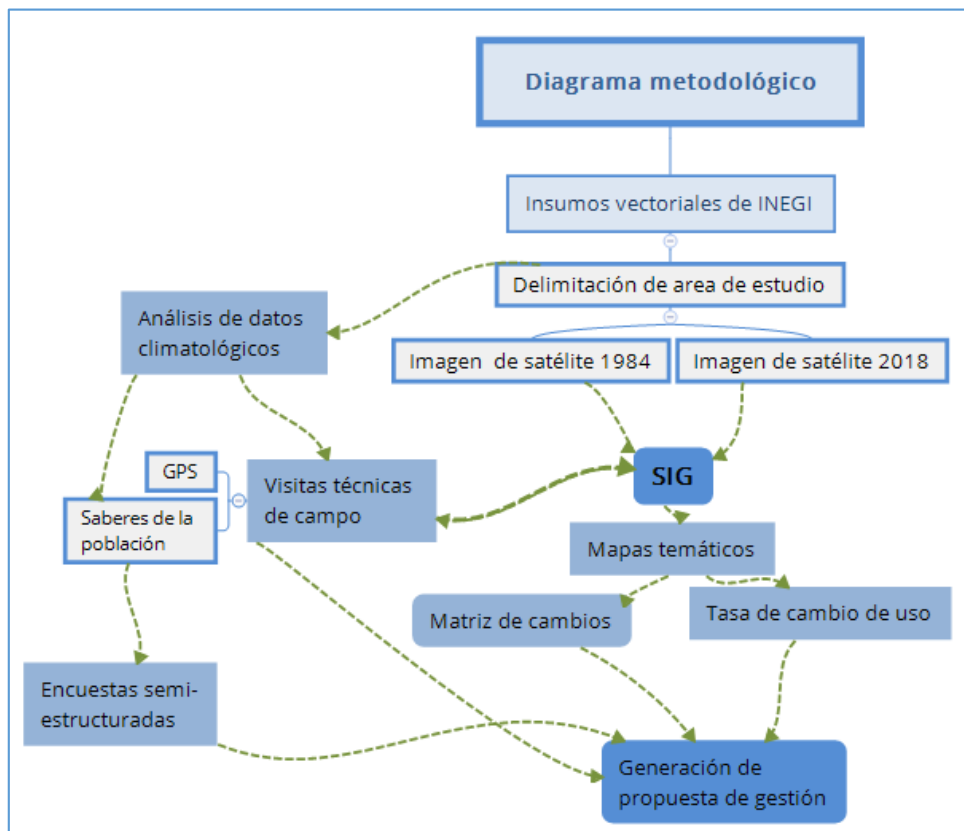 Diagrama metodológico
Insumos vectoriales de INEGI
Delimitación de area de estudio
Análisis de datos
climatológicos
Imagen de satélite 1984
Imagen de satélite 2018
GPS
Saberes de la
población
Visitas técnicas
de campo
SIG
Mapas temáticos
Matriz de cambios
Tasa de cambio de uso
Encuestas semi-
estructuradas
Generación de
propuesta de gestión